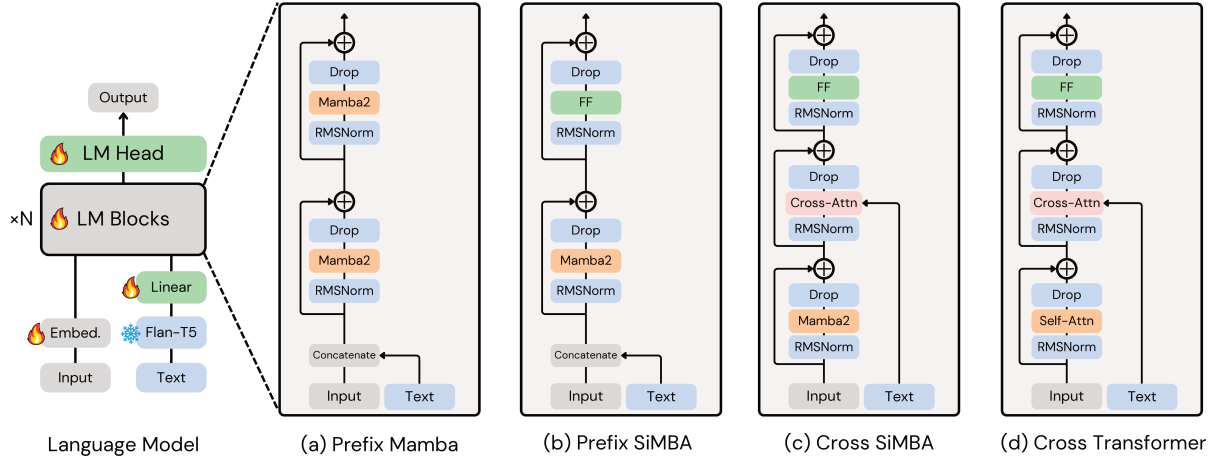 Output
LM Head
×N
LM Blocks
Linear
Embed.
Flan-T5
Input
Text
Language Model
Drop
Mamba2
RMSNorm
Drop
Mamba2
RMSNorm
Concatenate
Input
Text
(a) Prefix Mamba
Drop
FF
RMSNorm
Drop
Mamba2
RMSNorm
Concatenate
Input
Text
(b) Prefix SiMBA
Drop
FF
RMSNorm
Drop
Cross-Attn
RMSNorm
Drop
Mamba2
RMSNorm
Input
Text
(c) Cross SiMBA
Drop
FF
RMSNorm
Drop
Cross-Attn
RMSNorm
Drop
Self-Attn
RMSNorm
Input
Text
(d) Cross Transformer